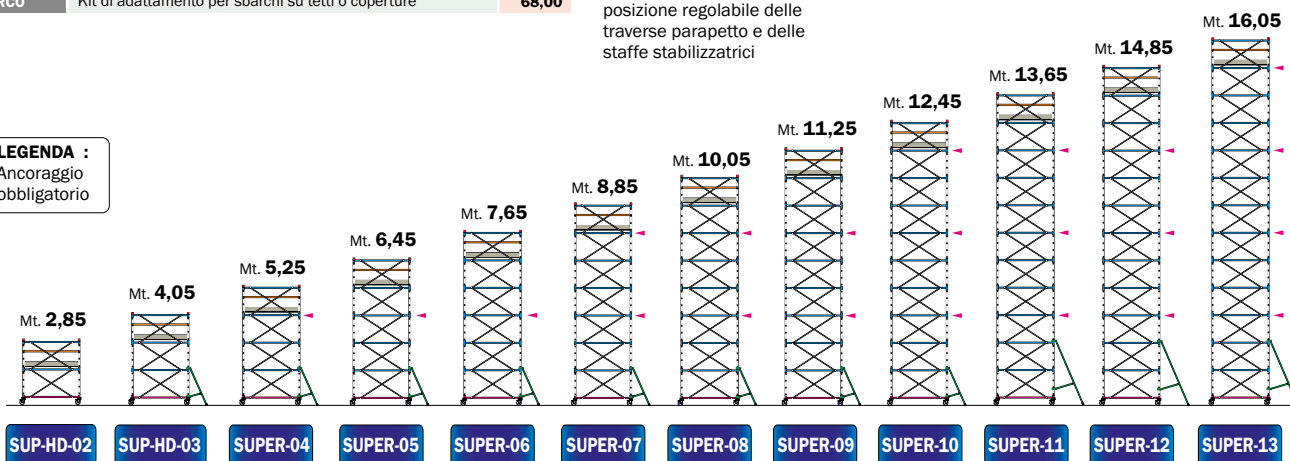 RCO Kit di adattamento per sbarchi su tetti o coperture 68,00
posizione regolabile delle
traverse parapetto e delle
staffe stabilizzatrici
LEGENDA :
Ancoraggio
obbligatorio
Mt. 2,85
Mt. 4,05
Mt. 5,25
Mt. 6,45
Mt. 7,65
Mt. 8,85
Mt. 10,05
Mt. 11,25
Mt. 12,45
Mt. 13,65
Mt. 14,85
Mt. 16,05
SUP-HD-02 SUP-HD-03 SUPER-04 SUPER-05 SUPER-06 SUPER-07 SUPER-08 SUPER-09 SUPER-10 SUPER-11 SUPER-12 SUPER-13